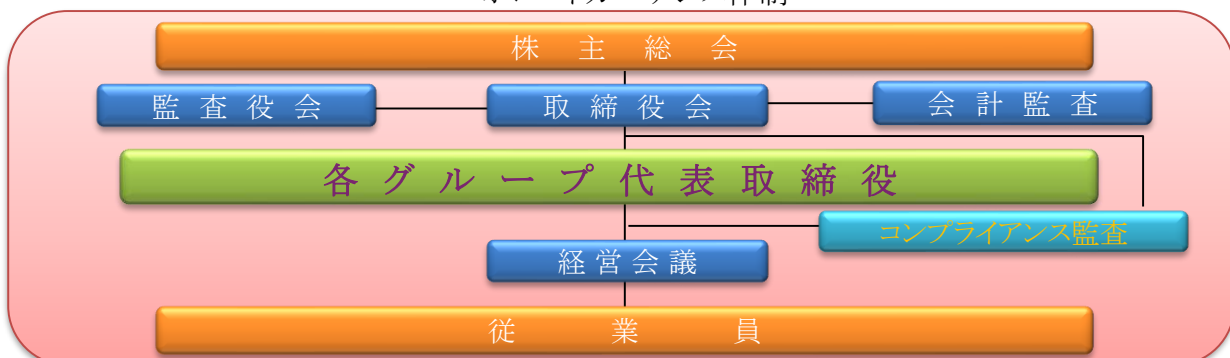 株主総会
監査役会 取締役会 会計監査
各グループ代表取締役
コンプライアンス監査
経営会議
従業員